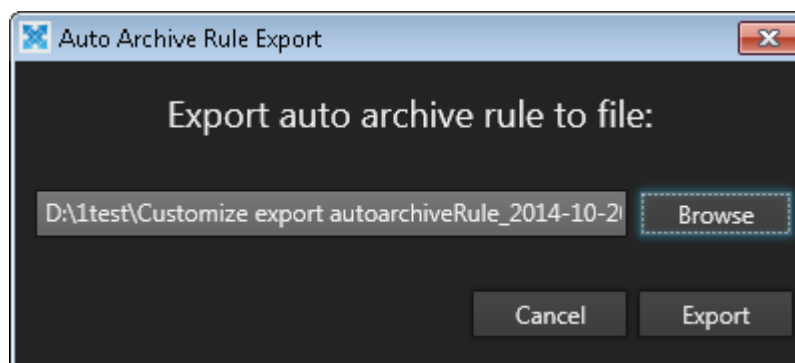 Auto Archive Rule Export
Export auto archive rule to file:
D:\1test\Customize export autoarchiveRule_2014-10-2 Browse
Cancel Export